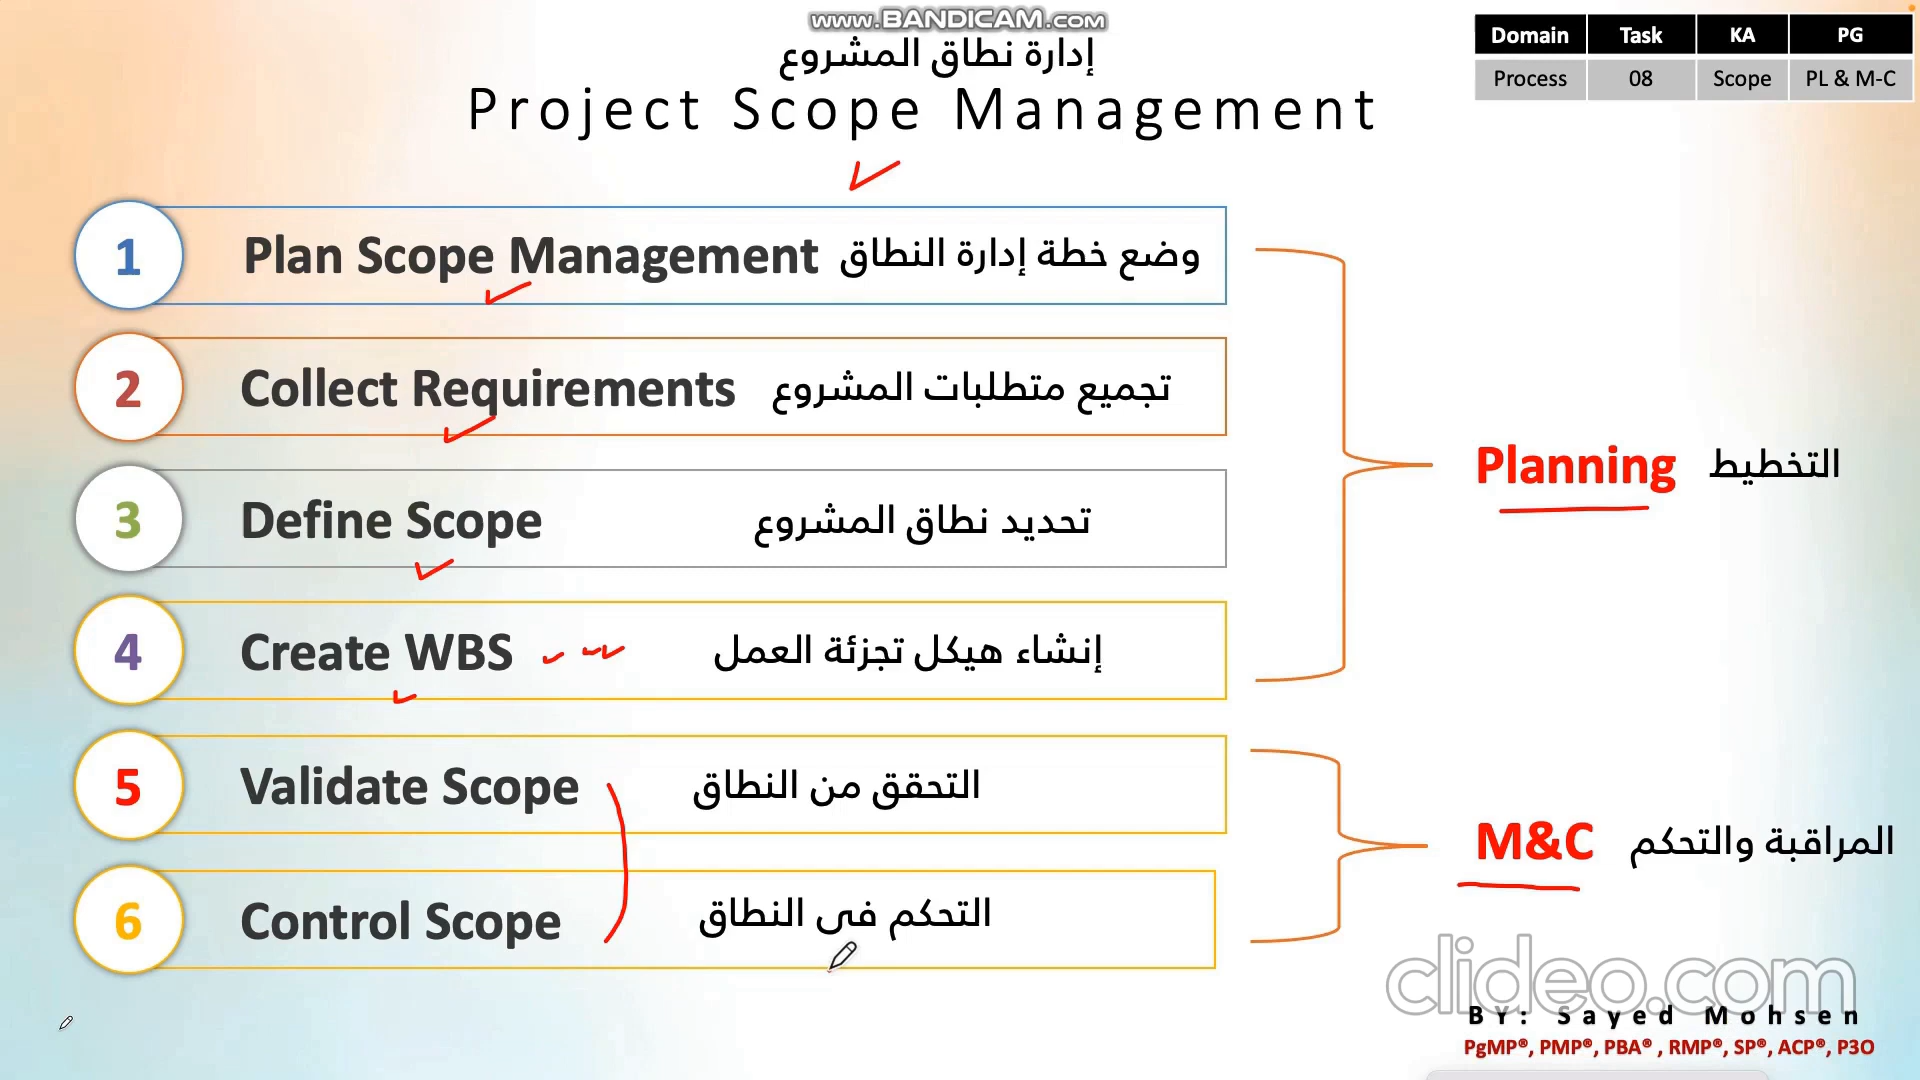 www.BANDICAM.com
إدارة نطاق المشروع
Project Scope Management
Domain Task KA PG
Process 08 Scope PL & M-C
1 Plan Scope Management وضع خطة إدارة النطاق
2 Collect Requirements تجميع متطلبات المشروع
3 Define Scope تحديد نطاق المشروع
4 Create WBS إنشاء هيكل تجزئة العمل
Planning التخطيط
5 Validate Scope التحقق من النطاق
6 Control Scope التحكم فى النطاق
M&C المراقبة والتحكم
clideo.com
BY: Sayed Mohsen
PgMP®, PMP®, PBA® , RMP®, SP®, ACP®, P3O